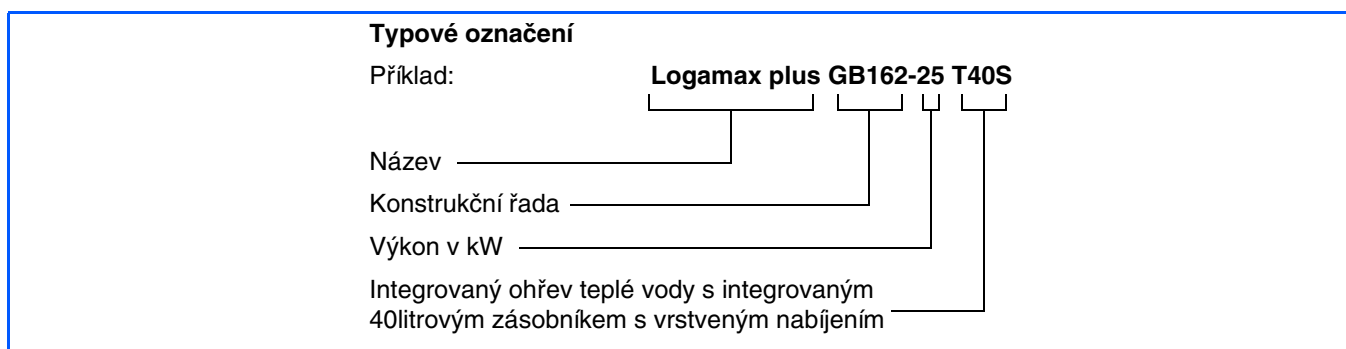 Typové označení
Příklad: Logamax plus GB162-25 T40S
Název
Konstrukční řada
Výkon v kW
Integrovaný ohřev teplé vody s integrovaným
40litrovým zásobníkem s vrstveným nabíjením